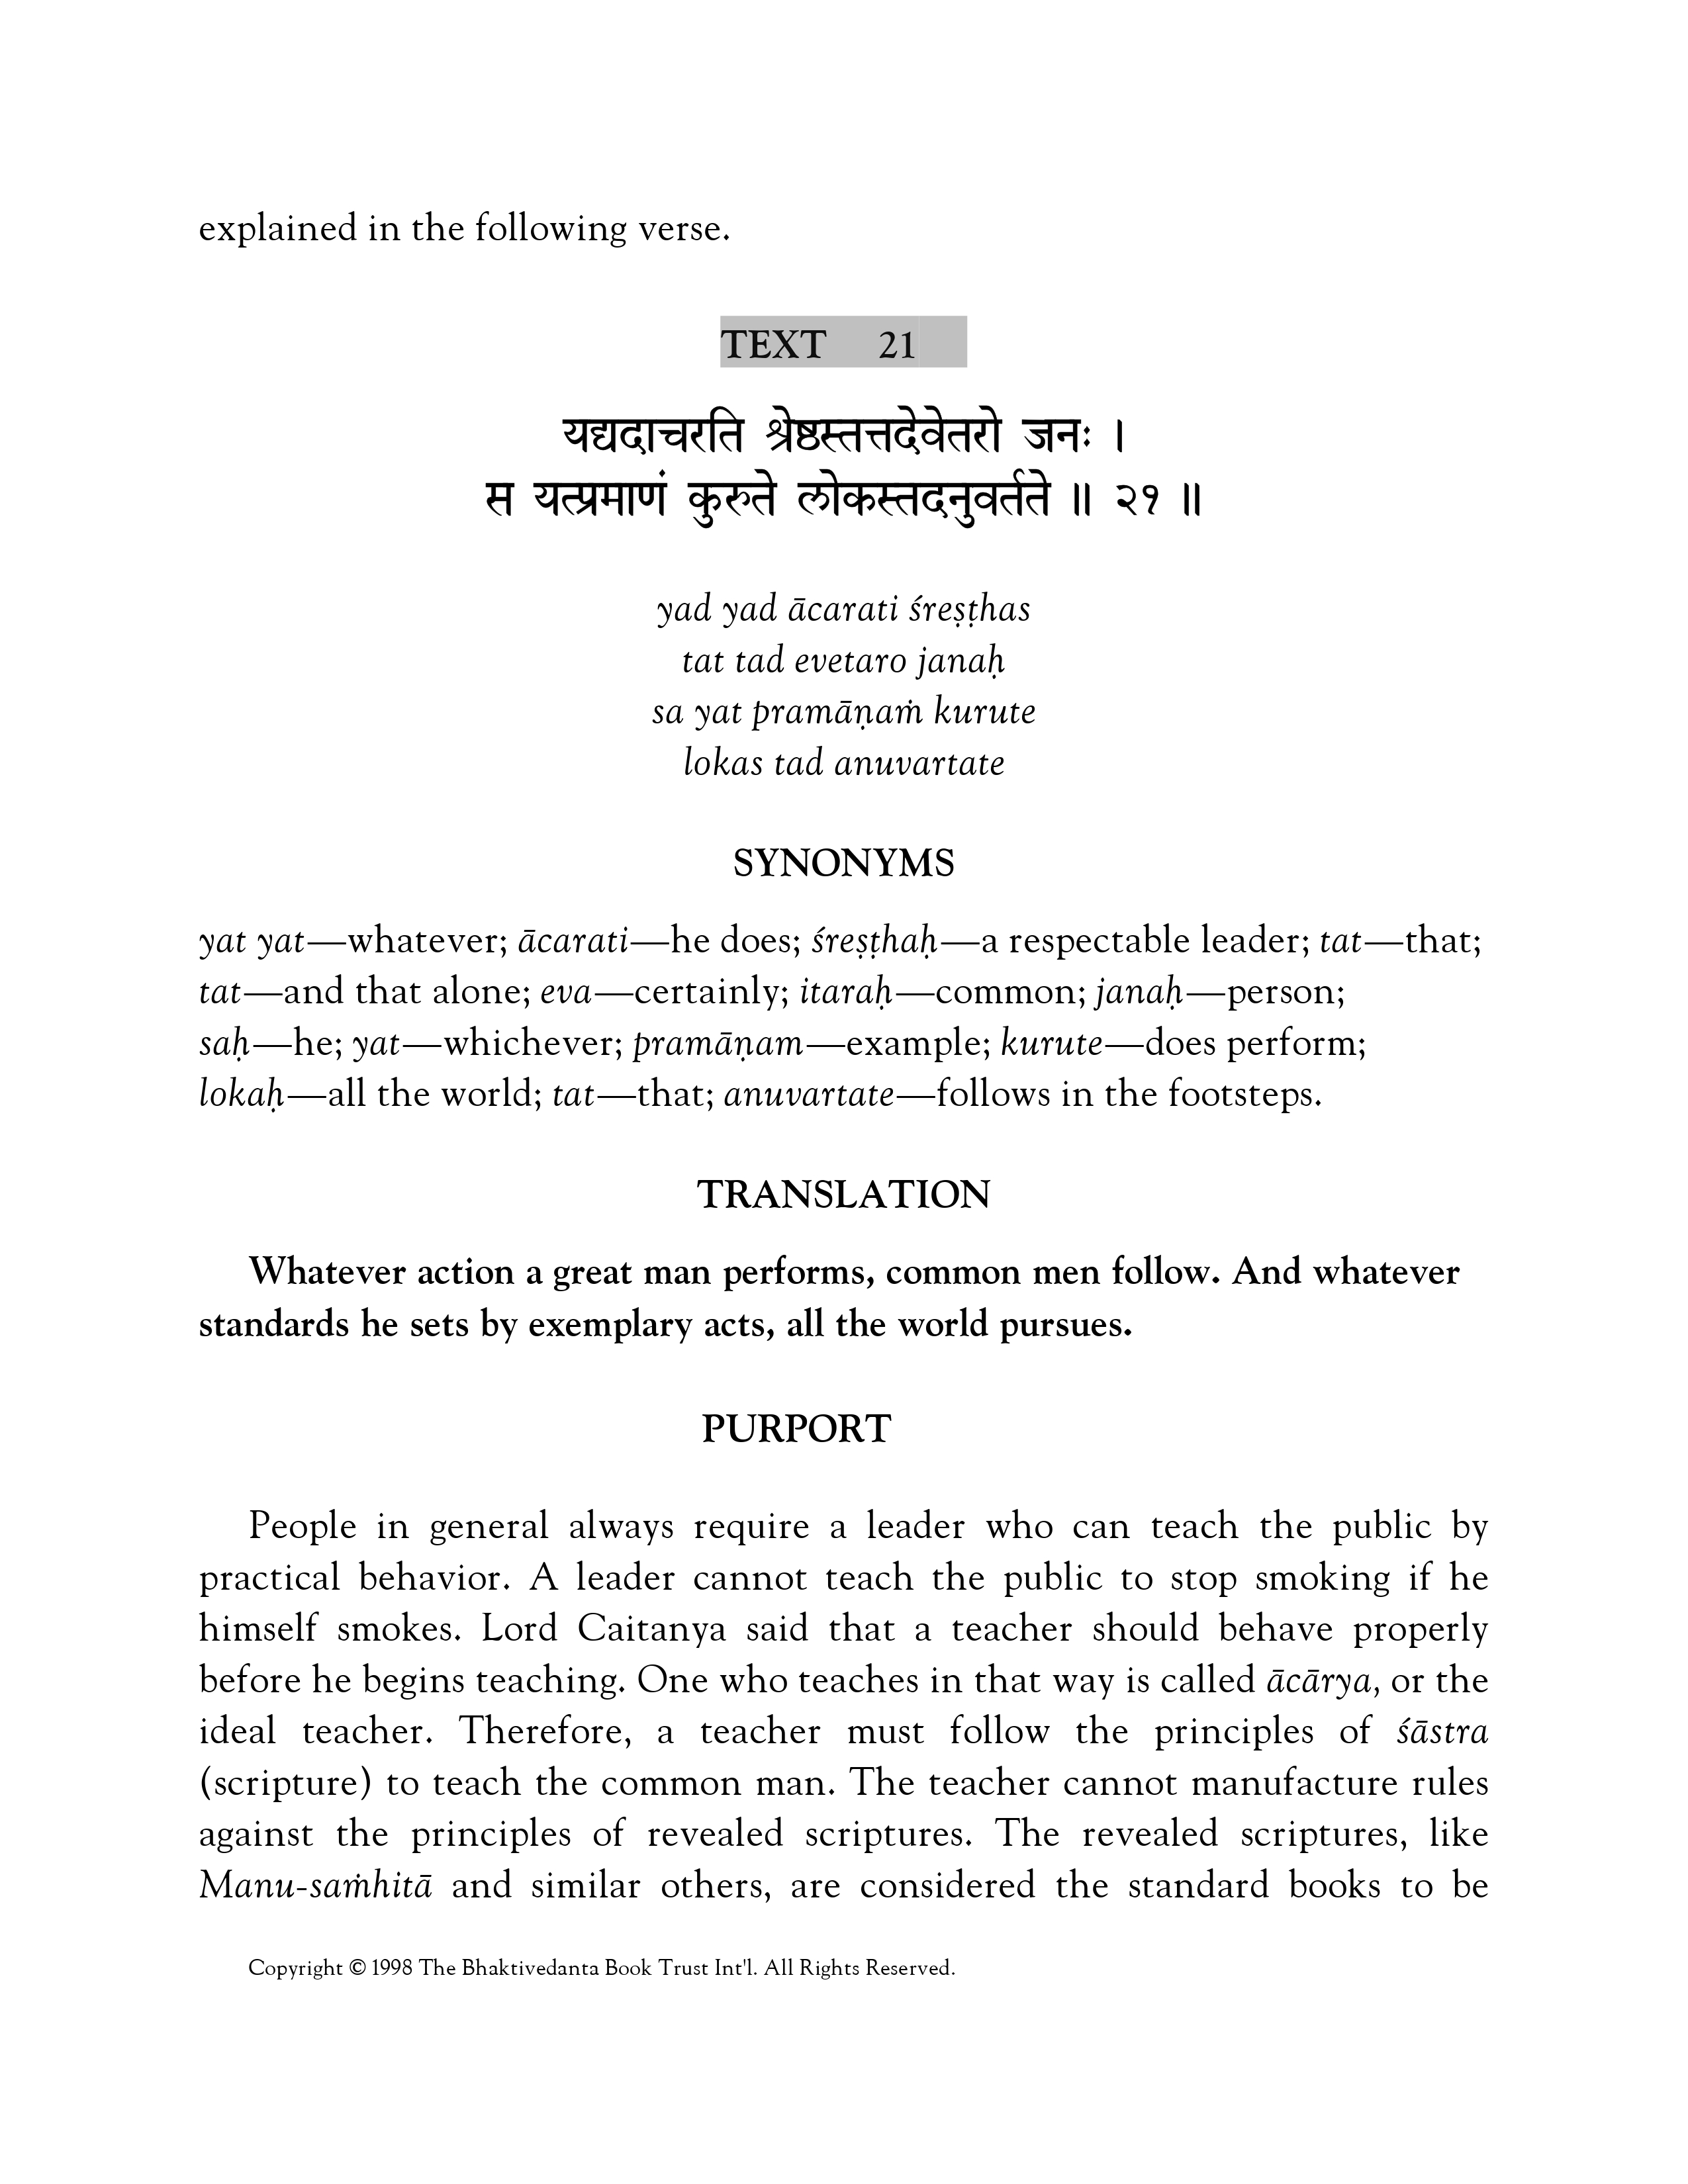 explained in the following verse.
TEXT 21
यद्यदाचरति श्रेष्ठस्तत्तदेवेतरो जनः ।
स यत्प्रमाणं कुरुते लोकस्तदनुवर्तते ॥ २१ ॥
yad yad ācarati śreṣṭhas
tat tad evetaro janaḥ
sa yat pramāṇaṁ kurute
lokas tad anuvartate
SYNONYMS
yat yat—whatever; ācarati—he does; śreṣṭhaḥ—a respectable leader; tat—that;
tat—and that alone; eva—certainly; itaraḥ—common; janaḥ—person;
saḥ—he; yat—whichever; pramāṇam—example; kurute—does perform;
lokaḥ—all the world; tat—that; anuvartate—follows in the footsteps.
TRANSLATION
Whatever action a great man performs, common men follow. And whatever
standards he sets by exemplary acts, all the world pursues.
PURPORT
People in general always require a leader who can teach the public by
practical behavior. A leader cannot teach the public to stop smoking if he
himself smokes. Lord Caitanya said that a teacher should behave properly
before he begins teaching. One who teaches in that way is called ācārya, or the
ideal teacher. Therefore, a teacher must follow the principles of śāstra
(scripture) to teach the common man. The teacher cannot manufacture rules
against the principles of revealed scriptures. The revealed scriptures, like
Manu-saṁhitā and similar others, are considered the standard books to be
Copyright © 1998 The Bhaktivedanta Book Trust Int'l. All Rights Reserved.